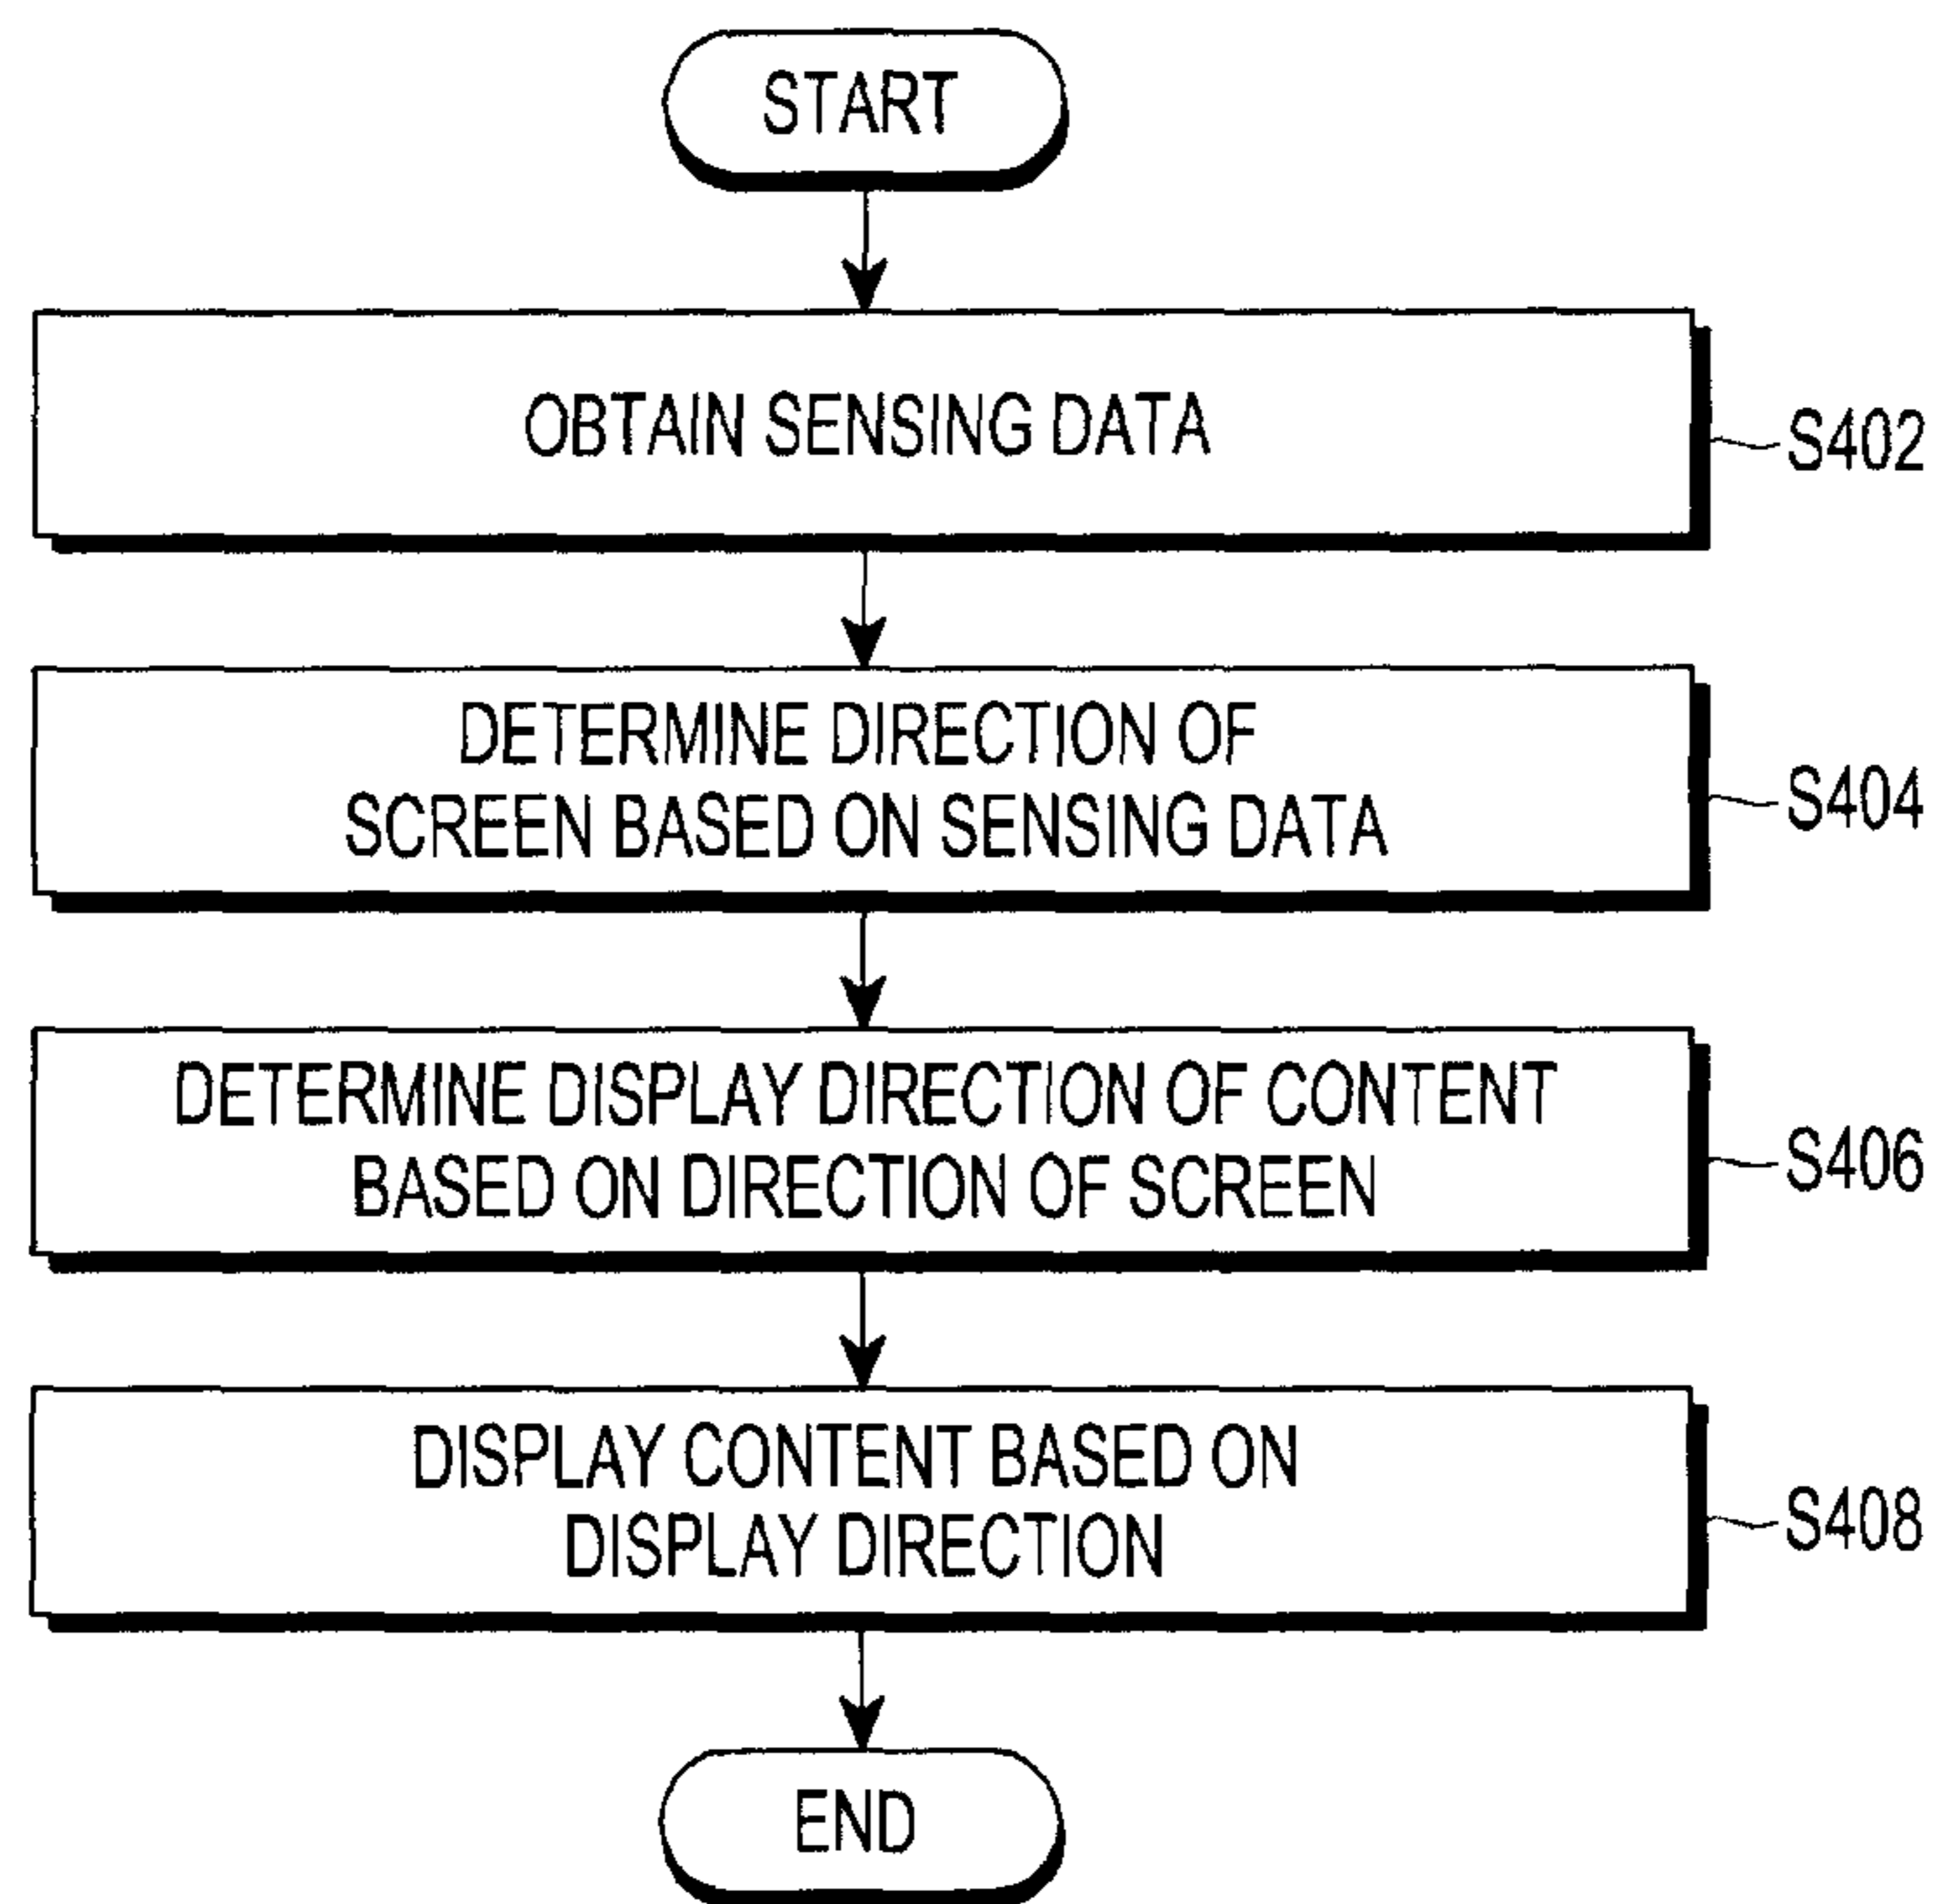 START
OBTAIN SENSING DATA
S402
DETERMINE DIRECTION OF
SCREEN BASED ON SENSING DATA
S404
DETERMINE DISPLAY DIRECTION OF CONTENT
BASED ON DIRECTION OF SCREEN
S406
DISPLAY CONTENT BASED ON
DISPLAY DIRECTION
S408
END